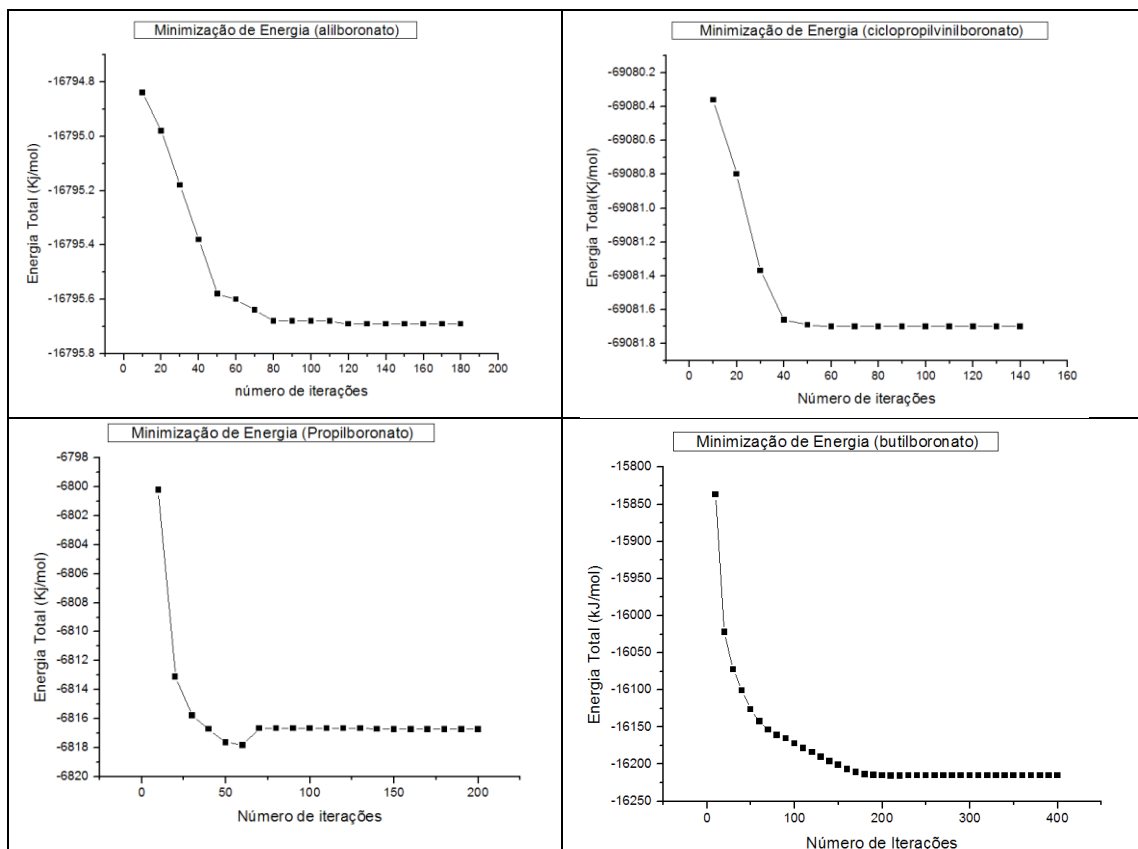 Minimização de Energia (alilboronato)
Energia Total (Kj/mol)
-16794.8
-16795.0
-16795.2
-16795.4
-16795.6
-16795.8
0 20 40 60 80 100 120 140 160 180 200
número de iterações
Minimização de Energia (ciclopropilvinilboronato)
Energia Total(Kj/mol)
-69080.2
-69080.4
-69080.6
-69080.8
-69081.0
-69081.2
-69081.4
-69081.6
-69081.8
0 20 40 60 80 100 120 140 160
Número de iterações
Minimização de Energia (Propilboronato)
Energia Total (Kj/mol)
-6798
-6800
-6802
-6804
-6806
-6808
-6810
-6812
-6814
-6816
-6818
-6820
0 50 100 150 200
Número de iterações
Minimização de Energia (butilboronato)
Energia Total (kJ/mol)
-15800
-15850
-15900
-15950
-16000
-16050
-16100
-16150
-16200
-16250
0 100 200 300 400
Número de Iterações